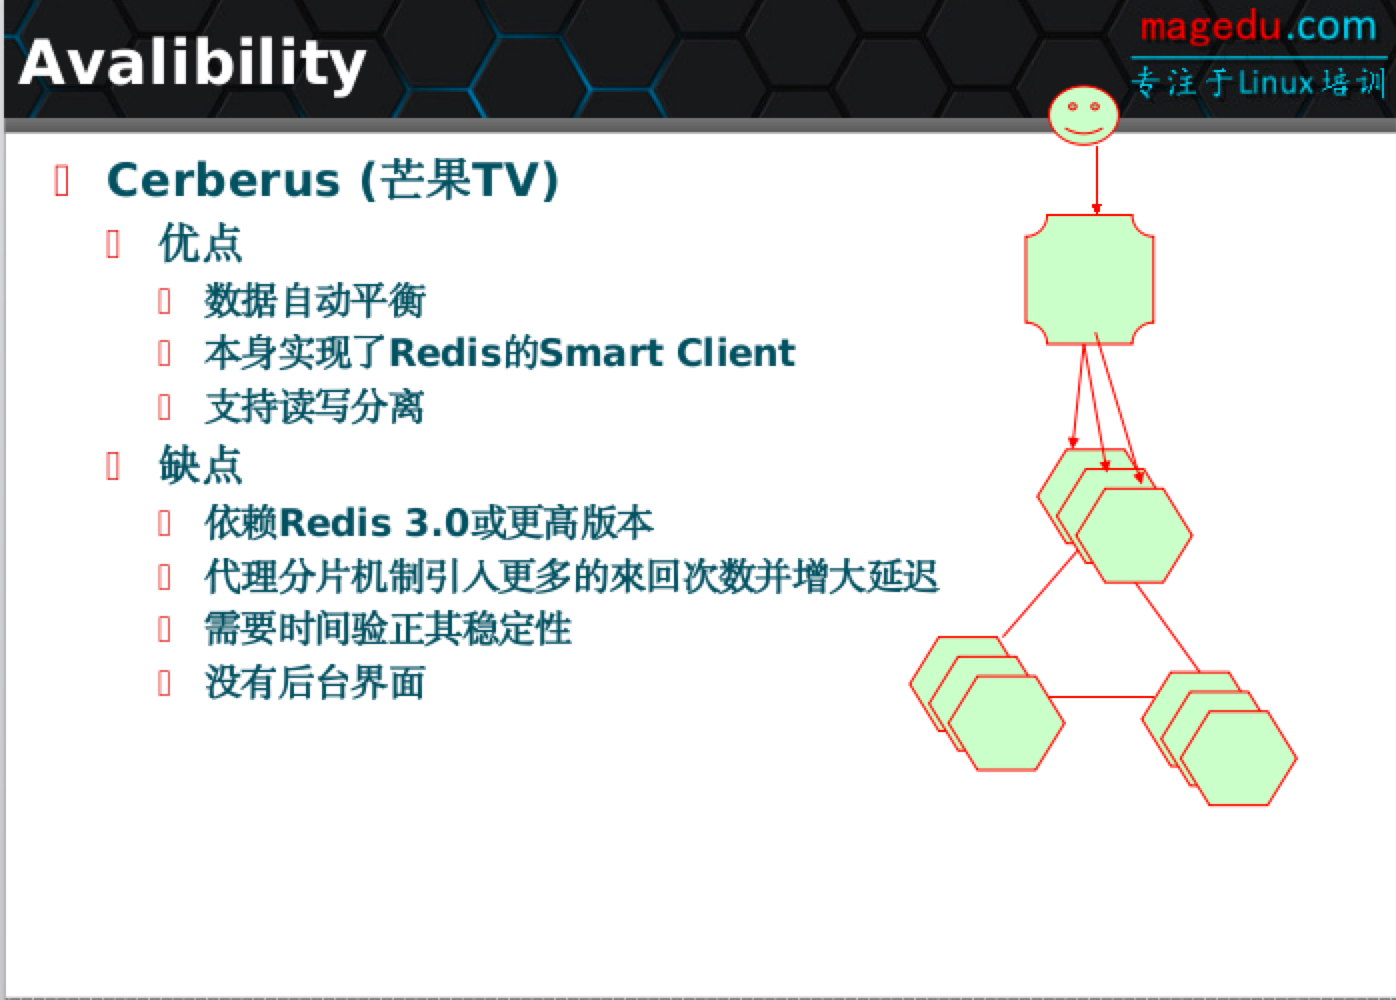 Avalibility
magedu.com
专注于Linux培训
Cerberus (芒果TV)
优点
数据自动平衡
本身实现了Redis的Smart Client
支持读写分离
缺点
依赖Redis 3.0或更高版本
代理分片机制引入更多的來回次数并增大延迟
需要时间验正其稳定性
没有后台界面